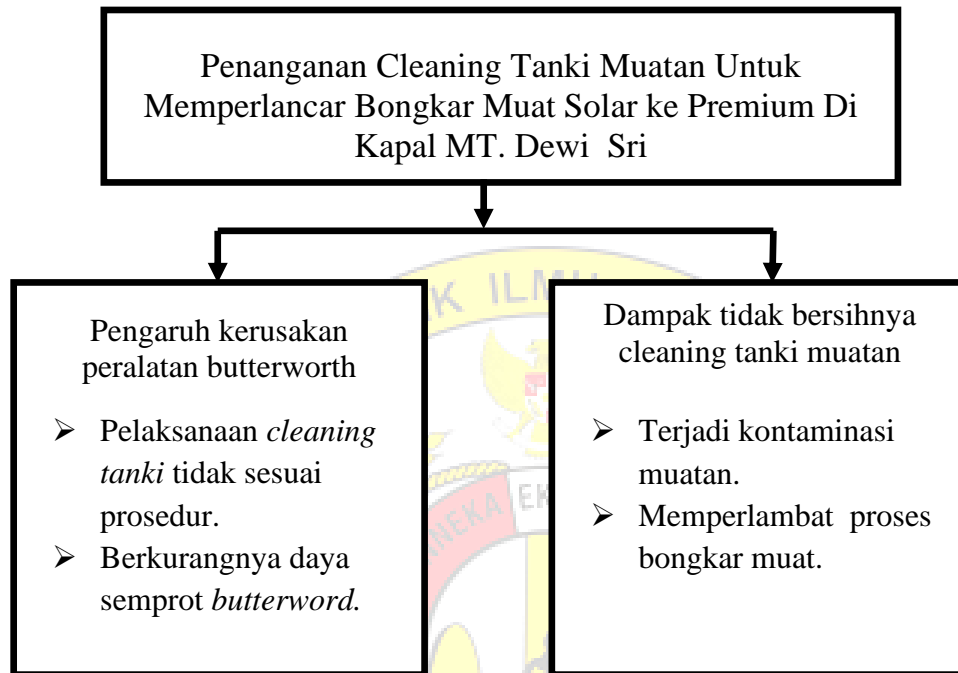 Penanganan Cleaning Tanki Muatan Untuk
Memperlancar Bongkar Muat Solar ke Premium Di
Kapal MT. Dewi Sri
Pengaruh kerusakan
peralatan butterworth
➢ Pelaksanaan cleaning
tanki tidak sesuai
prosedur.
➢ Berkurangnya daya
semprot butterword.
Dampak tidak bersihnya
cleaning tanki muatan
➢ Terjadi kontaminasi
muatan.
➢ Memperlambat proses
bongkar muat.